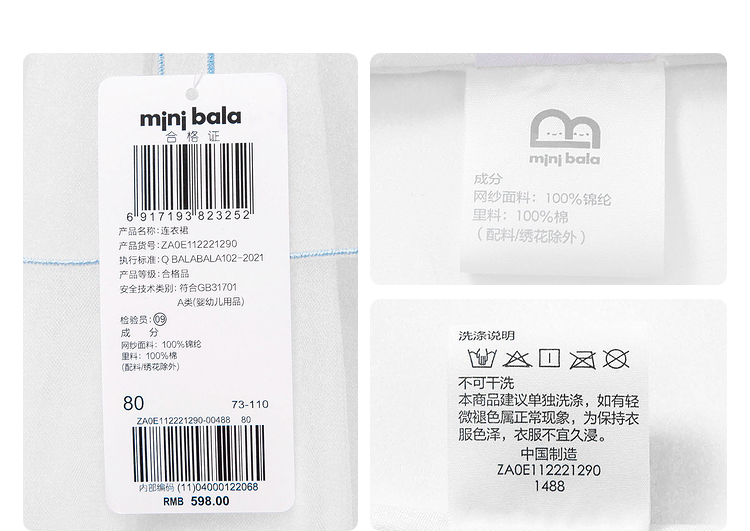 mini bala
合格证
6 917193 823252
产品名称: 连衣裙
产品货号: ZA0E112221290
执行标准: Q BALABALA102-2021
产品等级: 合格品
安全技术类别: 符合GB31701
A类(婴幼儿用品)
检验员: 09
成 分
网纱面料: 100%锦纶
里料: 100%棉
(配料/绣花除外)
80 73-110
ZA0E112221290-00488 80
内部编码 (11)04000122068
RMB 598.00
mini bala
成分
网纱面料: 100%锦纶
里料: 100%棉
(配料/绣花除外)
洗涤说明
不可干洗
本商品建议单独洗涤, 如有轻
微褪色属正常现象, 为保持衣
服色泽, 衣服不宜久浸。
中国制造
ZA0E112221290
1488